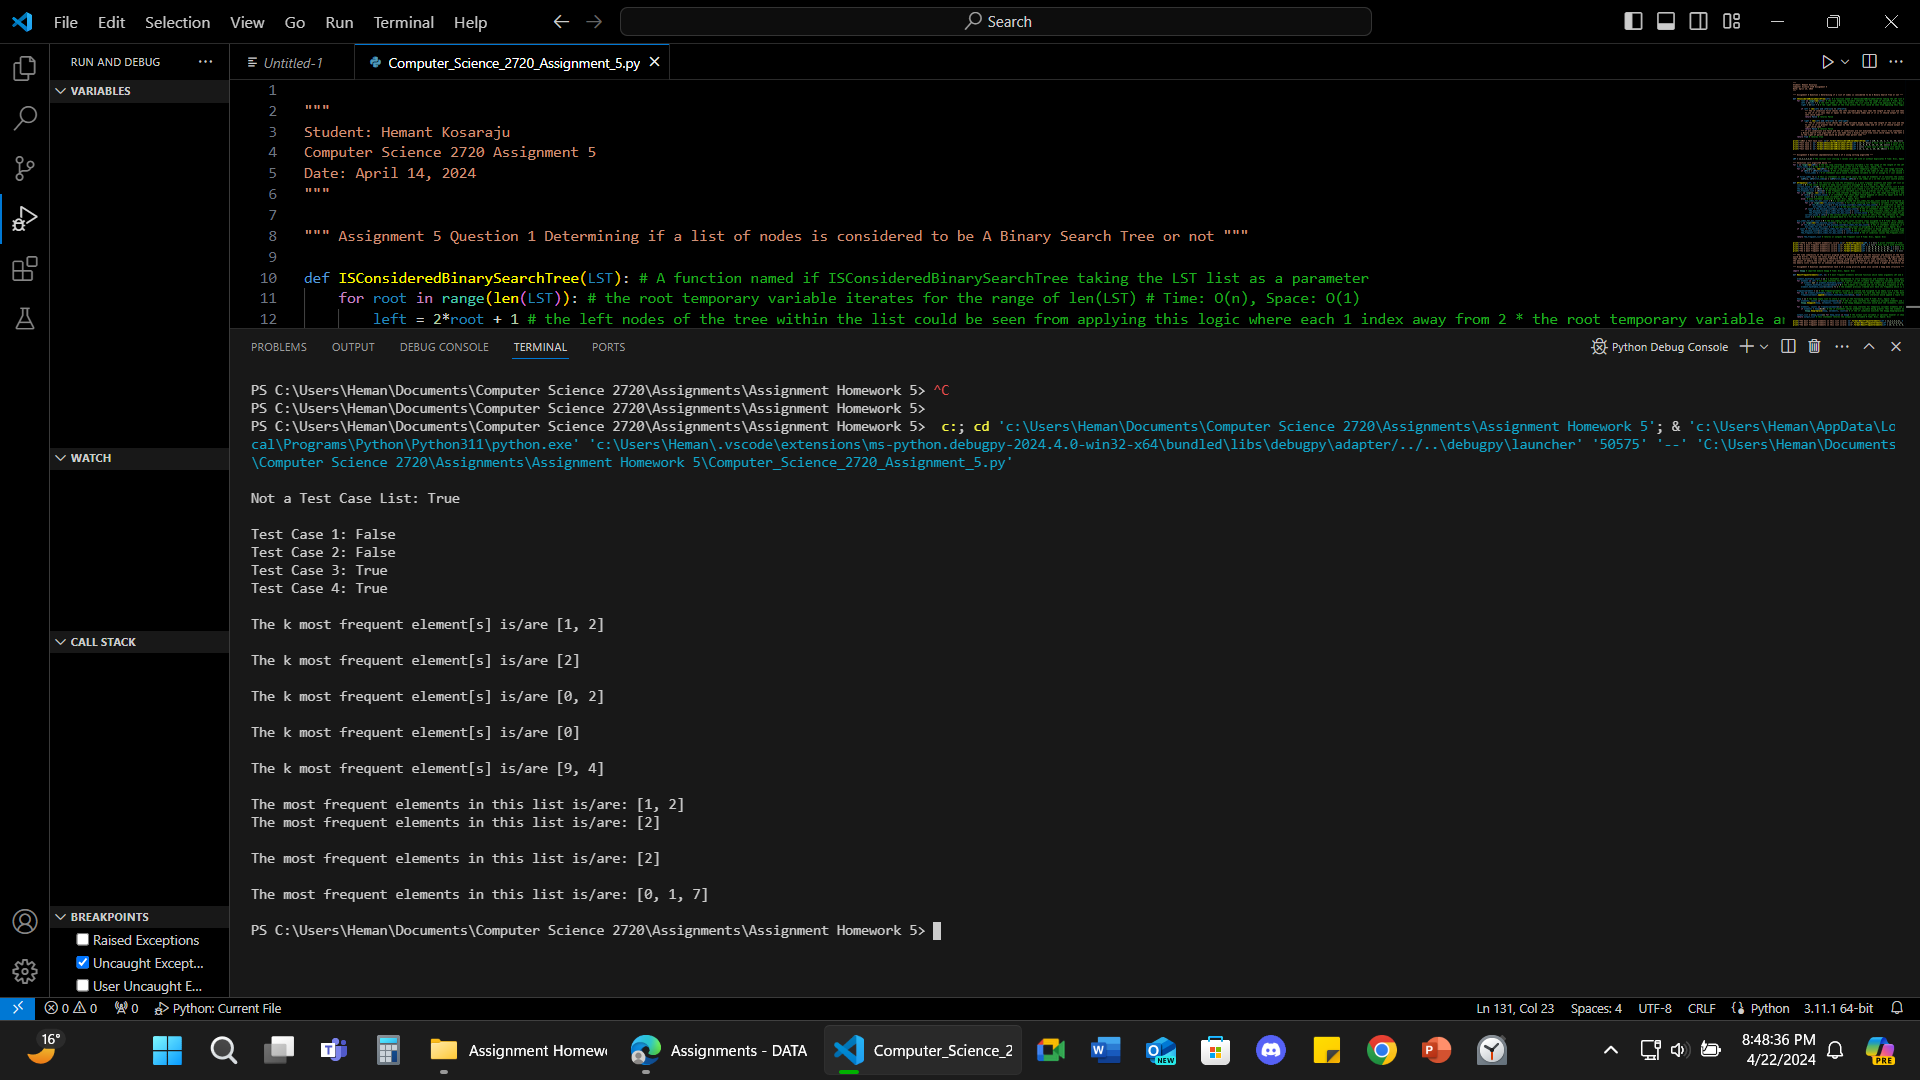 File Edit Selection View Go Run Terminal Help Search
RUN AND DEBUG
Untitled-1 Computer_Science_2720_Assignment_5.py
VARIABLES
WATCH
CALL STACK
BREAKPOINTS
Raised Exceptions
Uncaught Except...
User Uncaught E...
1
2 """
3 Student: Hemant Kosaraju
4 Computer Science 2720 Assignment 5
5 Date: April 14, 2024
6 """
7
8 """ Assignment 5 Question 1 Determining if a list of nodes is considered to be A Binary Search Tree or not """
9
10 def ISConsideredBinarySearchTree(LST): # A function named if ISConsideredBinarySearchTree taking the LST list as a parameter
11 for root in range(len(LST)): # the root temporary variable iterates for the range of len(LST) # Time: O(n), Space: O(1)
12 left = 2*root + 1 # the left nodes of the tree within the list could be seen from applying this logic where each 1 index away from 2 * the root temporary variable
PROBLEMS OUTPUT DEBUG CONSOLE TERMINAL PORTS Python Debug Console
PS C:\Users\Heman\Documents\Computer Science 2720\Assignments\Assignment Homework 5> ^C
PS C:\Users\Heman\Documents\Computer Science 2720\Assignments\Assignment Homework 5>
PS C:\Users\Heman\Documents\Computer Science 2720\Assignments\Assignment Homework 5> c:; cd 'c:\Users\Heman\Documents\Computer Science 2720\Assignments\Assignment Homework 5'; & 'c:\Users\Heman\AppData\Lo
cal\Programs\Python\Python311\python.exe' 'c:\Users\Heman\.vscode\extensions\ms-python.debugpy-2024.4.0-win32-x64\bundled\libs\debugpy\adapter/../..\debugpy\launcher' '50575' '--' 'C:\Users\Heman\Documents
\Computer Science 2720\Assignments\Assignment Homework 5\Computer_Science_2720_Assignment_5.py'
Not a Test Case List: True
Test Case 1: False
Test Case 2: False
Test Case 3: True
Test Case 4: True
The k most frequent element[s] is/are [1, 2]
The k most frequent element[s] is/are [2]
The k most frequent element[s] is/are [0, 2]
The k most frequent element[s] is/are [0]
The k most frequent element[s] is/are [9, 4]
The most frequent elements in this list is/are: [1, 2]
The most frequent elements in this list is/are: [2]
The most frequent elements in this list is/are: [2]
The most frequent elements in this list is/are: [0, 1, 7]
PS C:\Users\Heman\Documents\Computer Science 2720\Assignments\Assignment Homework 5>
0 0 0 Python: Current File Ln 131, Col 23 Spaces: 4 UTF-8 CRLF Python 3.11.1 64-bit
16° Assignment Homew Assignments - DATA Computer_Science_2 8:48:36 PM
4/22/2024
PRE